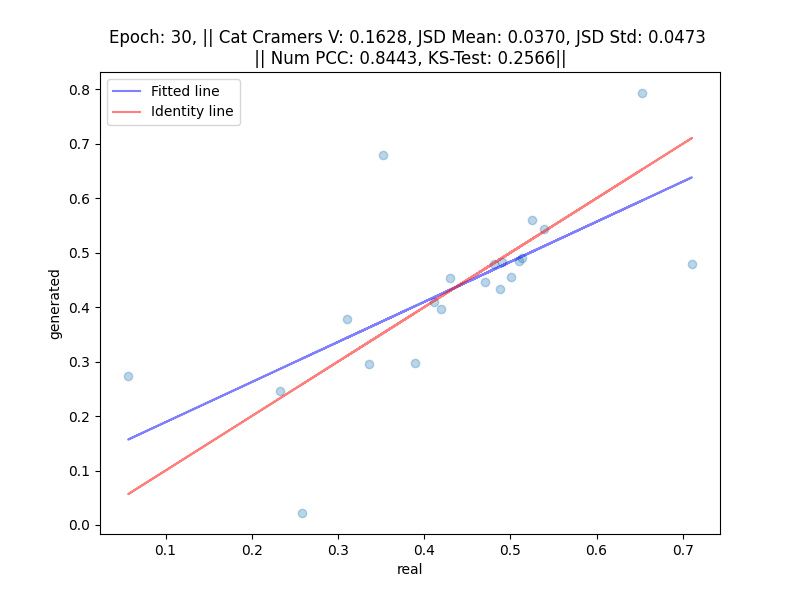 Epoch: 30, || Cat Cramers V: 0.1628, JSD Mean: 0.0370, JSD Std: 0.0473
|| Num PCC: 0.8443, KS-Test: 0.2566||
Fitted line
Identity line
generated
0.8
0.7
0.6
0.5
0.4
0.3
0.2
0.1
0.0
0.1 0.2 0.3 0.4 0.5 0.6 0.7
real